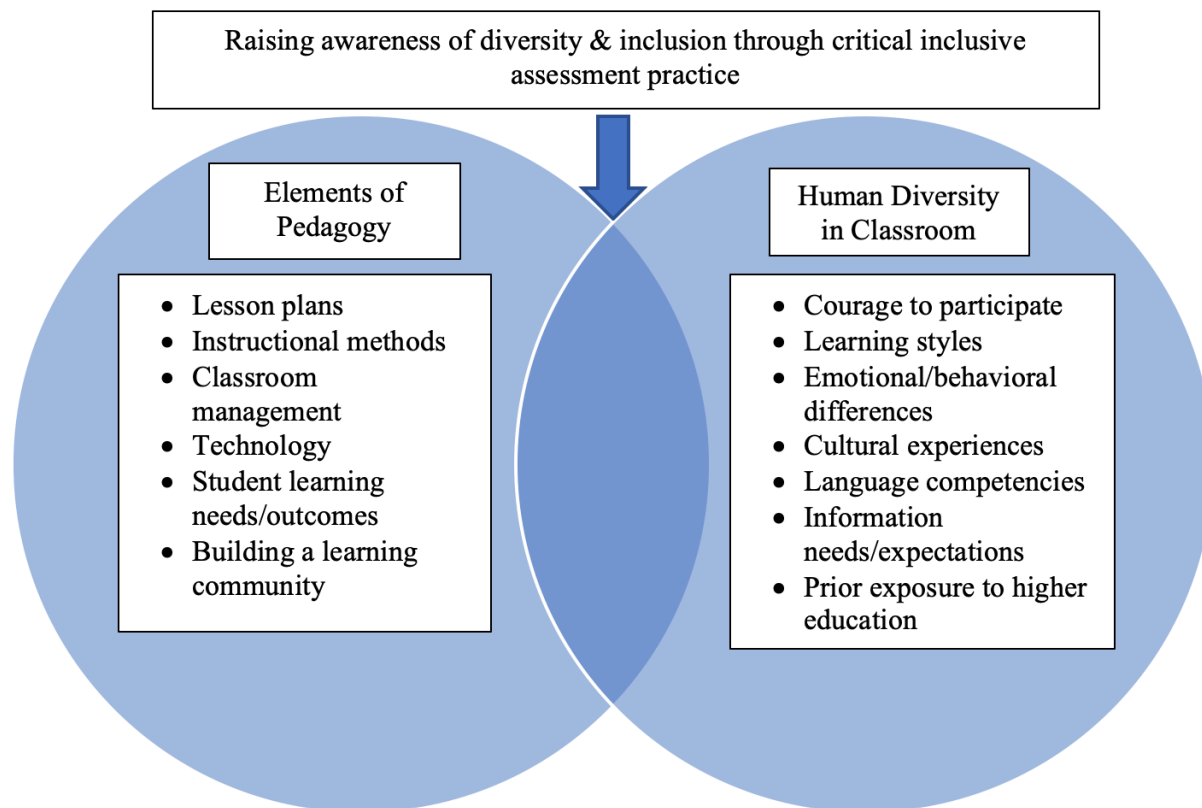 Raising awareness of diversity & inclusion through critical inclusive
assessment practice
Elements of
Pedagogy
• Lesson plans
• Instructional methods
• Classroom
management
• Technology
• Student learning
needs/outcomes
• Building a learning
community
Human Diversity
in Classroom
• Courage to participate
• Learning styles
• Emotional/behavioral
differences
• Cultural experiences
• Language competencies
• Information
needs/expectations
• Prior exposure to higher
education